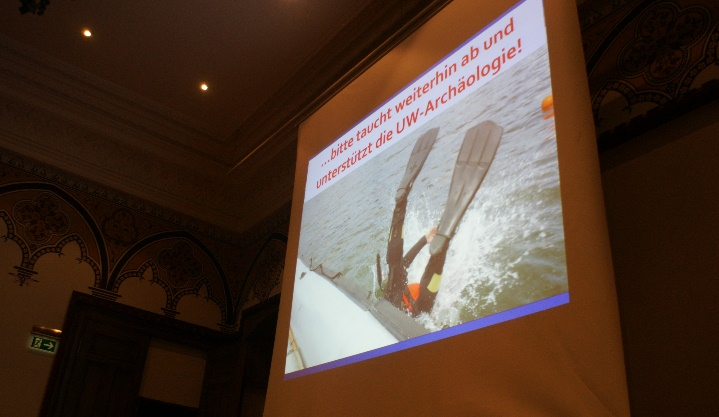 ...bitte taucht weiterhin ab und
unterstützt die UW-Archäologie!